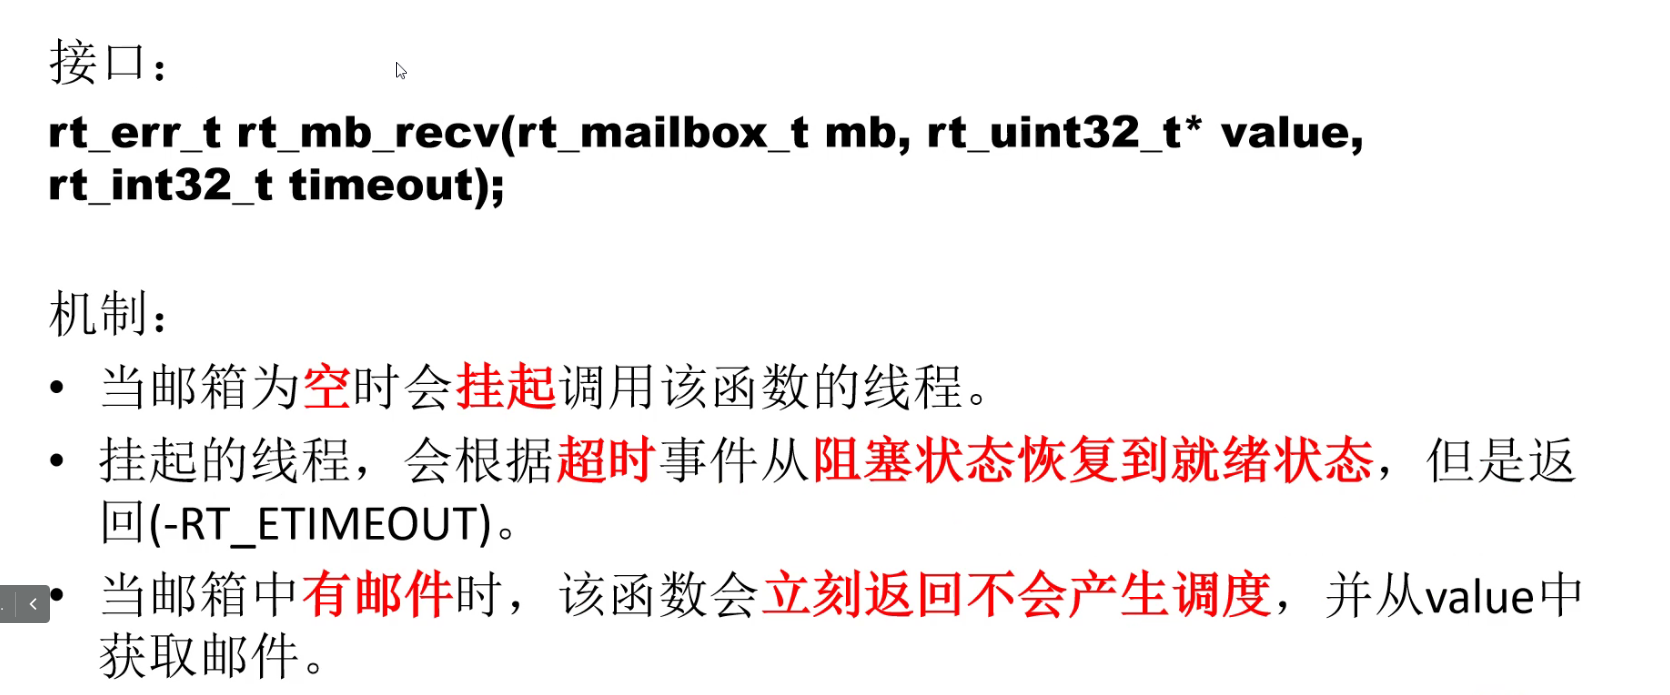 接口：
rt_err_t rt_mb_recv(rt_mailbox_t mb, rt_uint32_t* value,
rt_int32_t timeout);
机制：
• 当邮箱为空时会挂起调用该函数的线程。
• 挂起的线程，会根据超时事件从阻塞状态恢复到就绪状态，但是返
回(-RT_ETIMEOUT)。
• 当邮箱中有邮件时，该函数会立刻返回不会产生调度，并从value中
获取邮件。